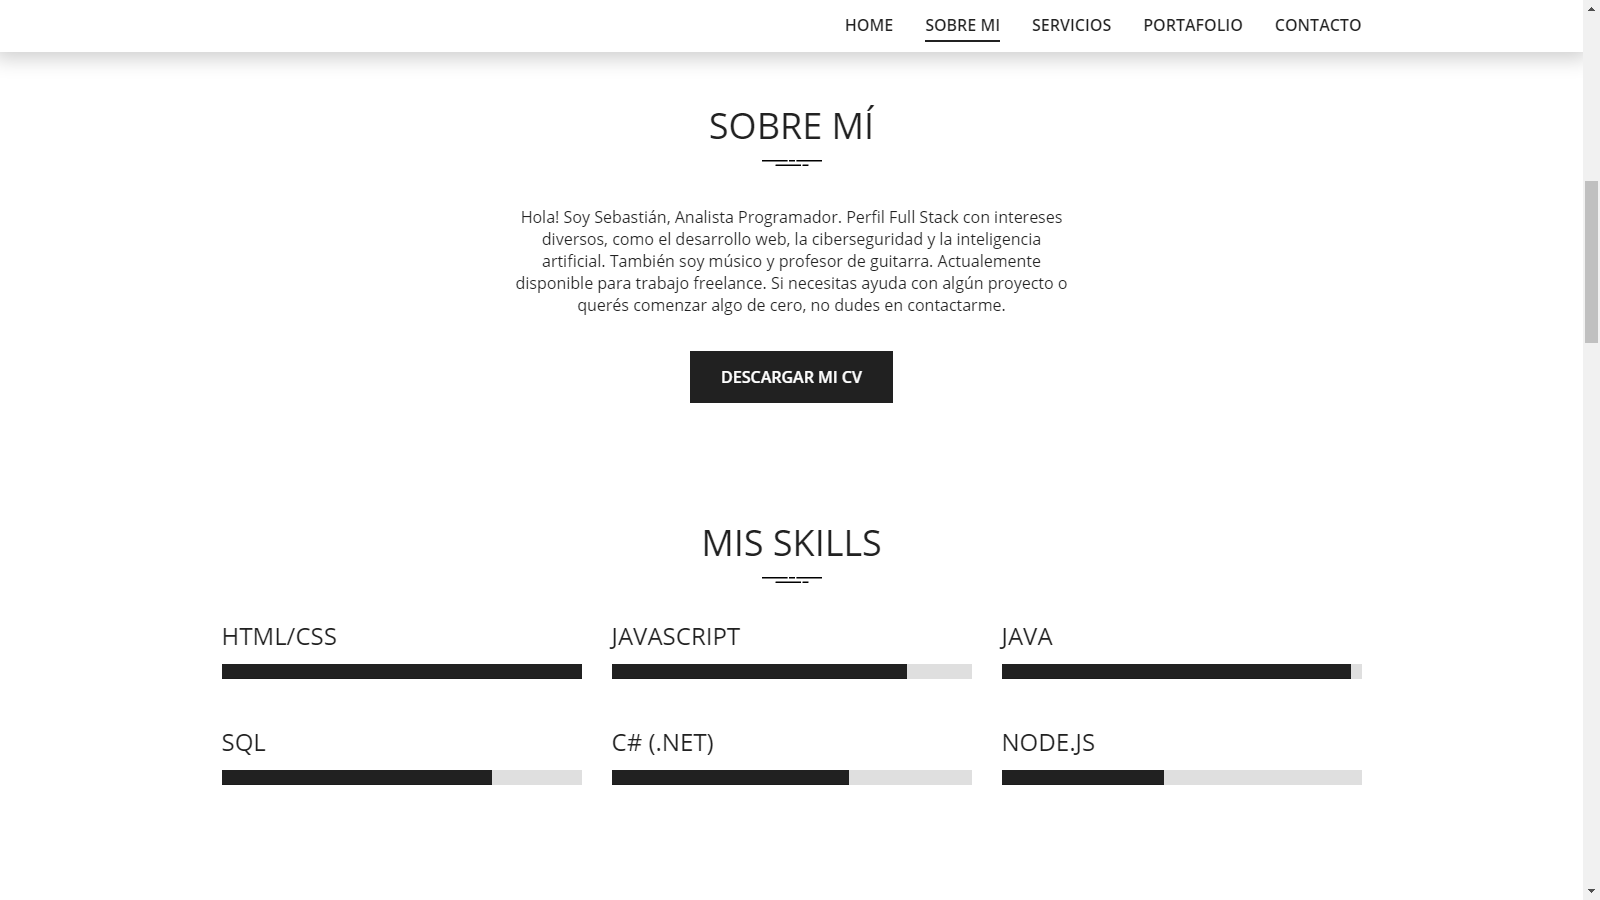 HOME SOBRE MI SERVICIOS PORTAFOLIO CONTACTO
SOBRE MÍ
Hola! Soy Sebastián, Analista Programador. Perfil Full Stack con intereses
diversos, como el desarrollo web, la ciberseguridad y la inteligencia
artificial. También soy músico y profesor de guitarra. Actualemente
disponible para trabajo freelance. Si necesitas ayuda con algún proyecto o
querés comenzar algo de cero, no dudes en contactarme.
DESCARGAR MI CV
MIS SKILLS
HTML/CSS JAVASCRIPT JAVA
SQL C# (.NET) NODE.JS